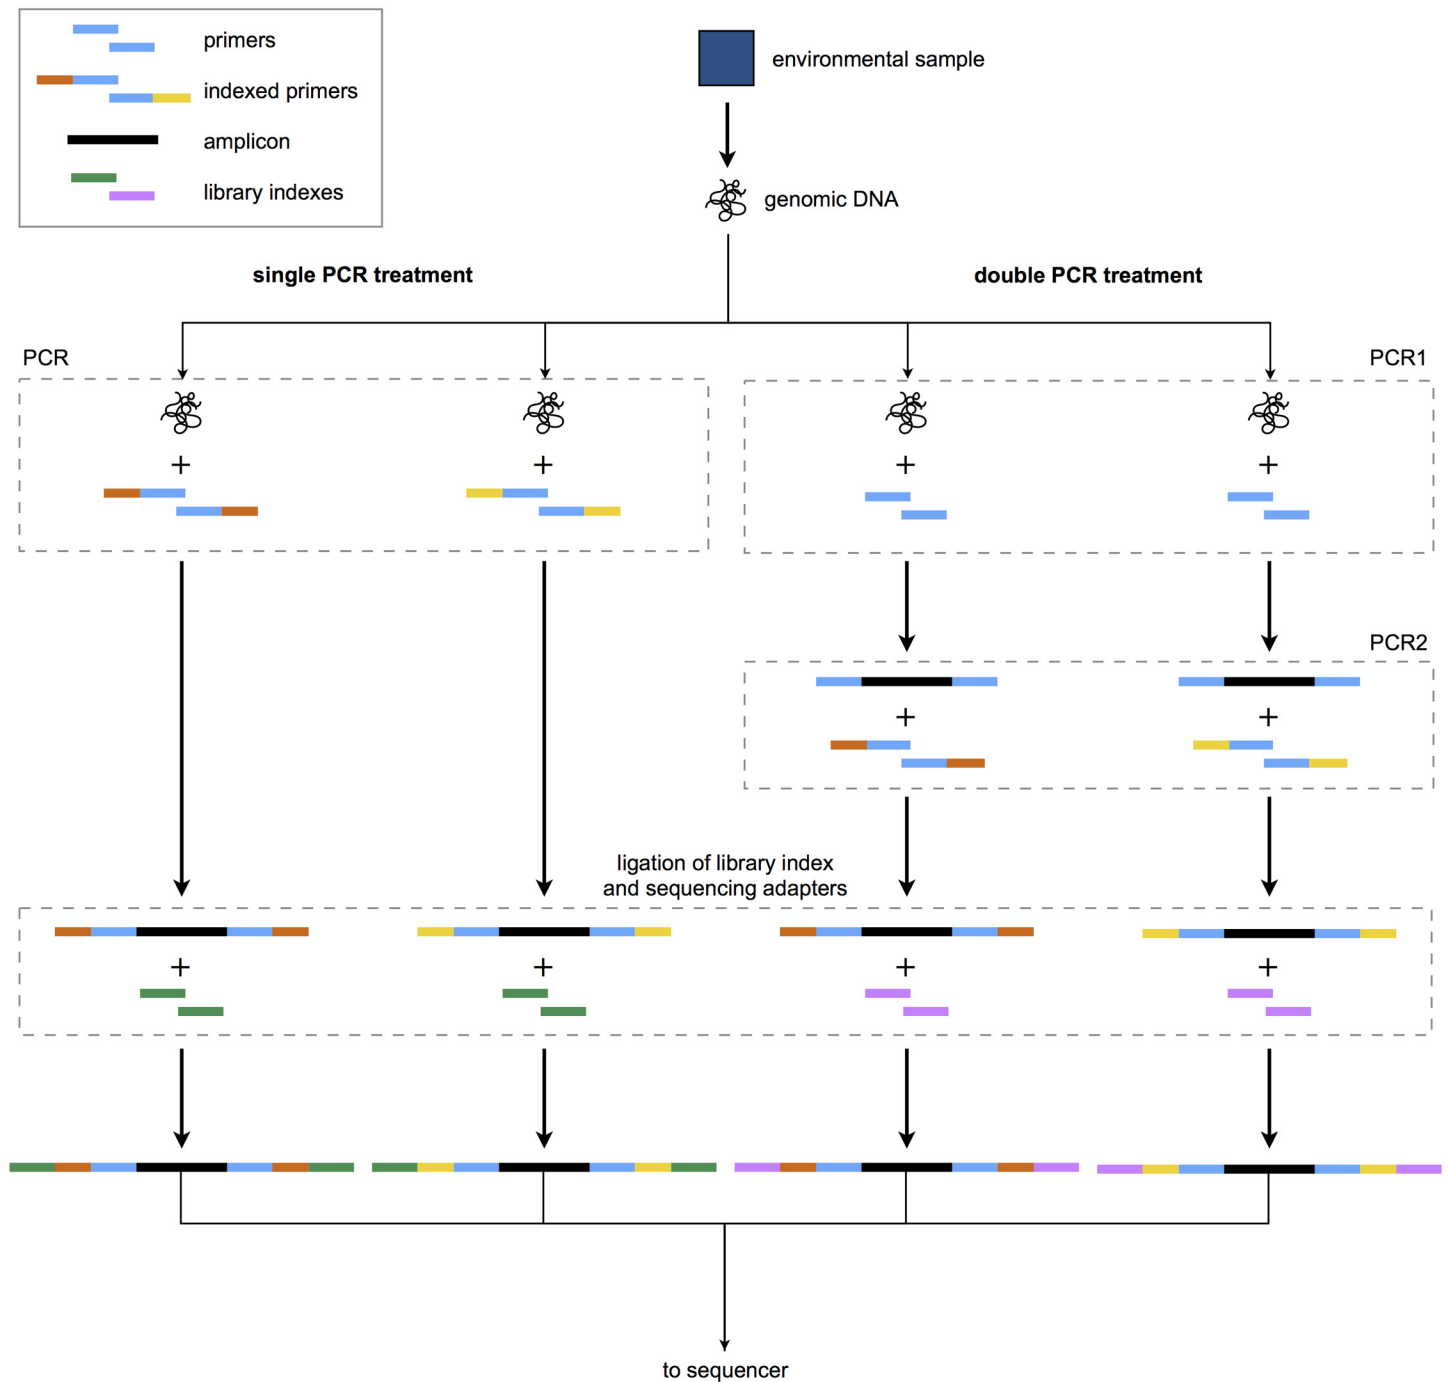 primers
indexed primers
amplicon
library indexes
environmental sample
genomic DNA
single PCR treatment
double PCR treatment
PCR
PCR1
PCR2
ligation of library index
and sequencing adapters
to sequencer